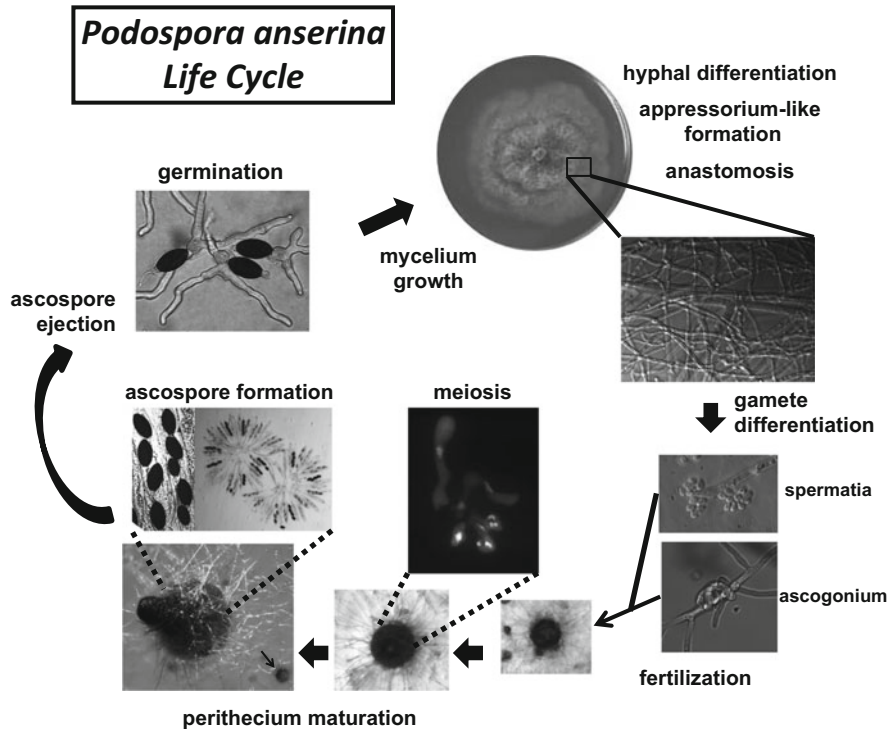 Podospora anserina
Life Cycle
hyphal differentiation
appressorium-like
formation
anastomosis
germination
mycelium
growth
ascospore
ejection
ascospore formation
meiosis
gamete
differentiation
spermatia
ascogonium
fertilization
perithecium maturation